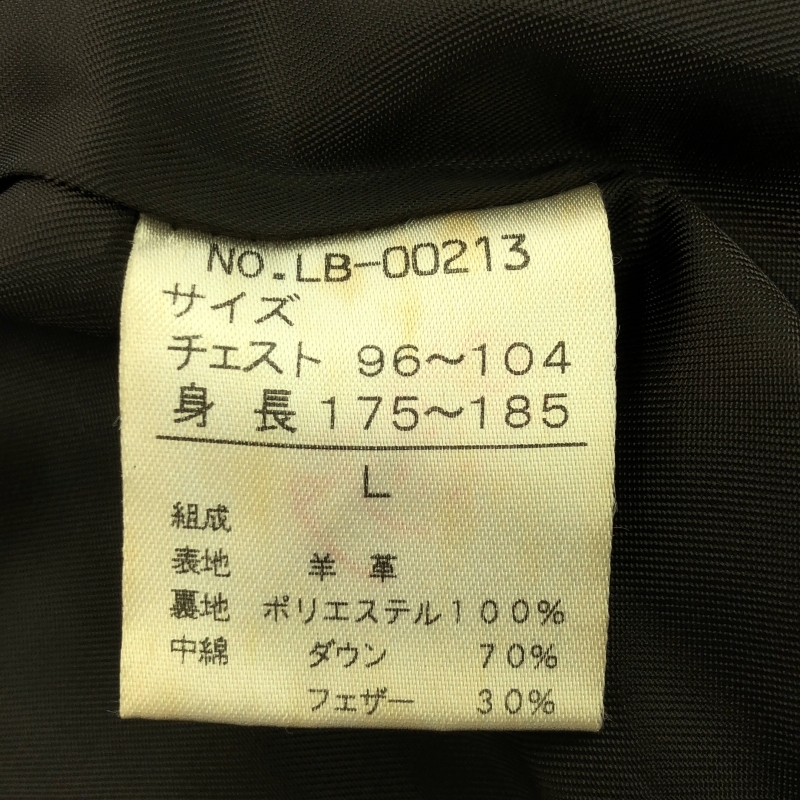 NO.LB-00213
サイズ
チェスト 96〜104
身 長 175〜185
L
組成
表地 羊 革
裏地 ポリエステル100%
中綿 ダウン 70%
フェザー 30%